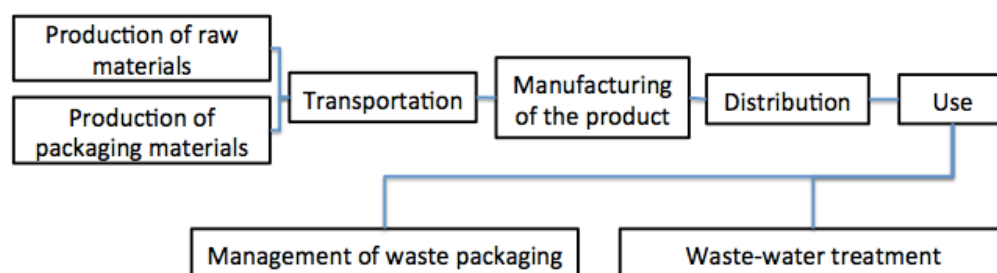 Production of raw
materials
Production of
packaging materials
Transportation
Manufacturing
of the product
Distribution
Use
Management of waste packaging
Waste-water treatment